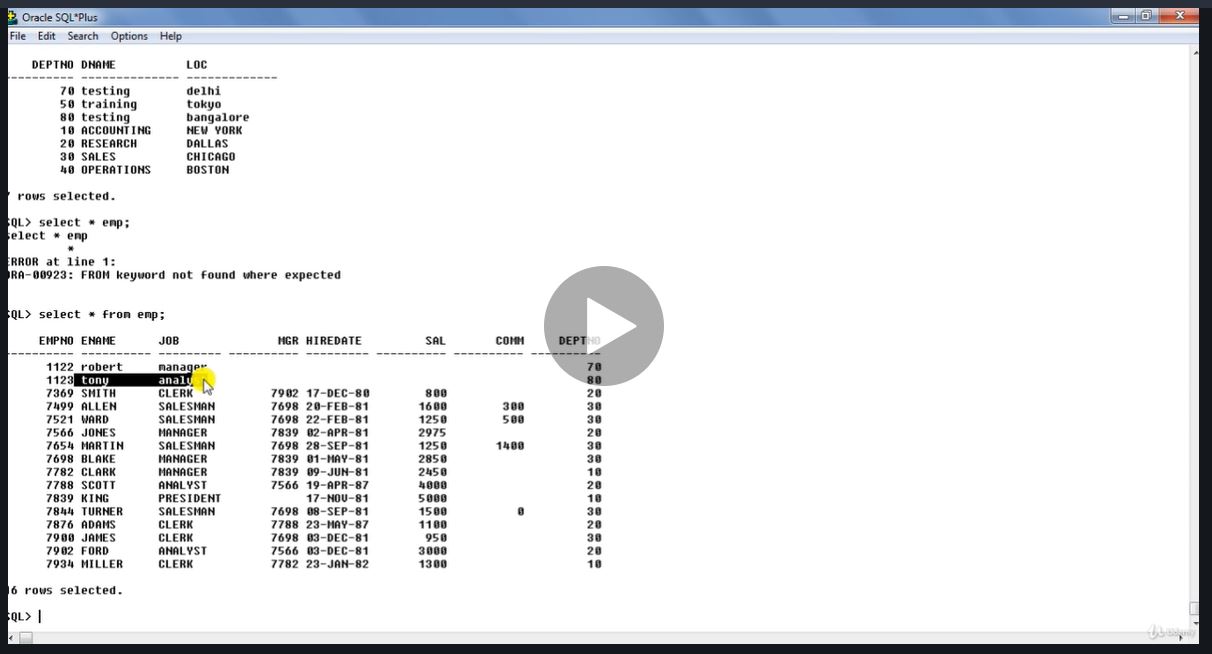 Oracle SQL*Plus
File Edit Search Options Help
DEPTNO DNAME LOC
---------- -------------- -------------
70 testing delhi
50 training tokyo
80 testing bangalore
10 ACCOUNTING NEW YORK
20 RESEARCH DALLAS
30 SALES CHICAGO
40 OPERATIONS BOSTON
rows selected.
SQL> select * emp;
select * emp
*
ERROR at line 1:
ORA-00923: FROM keyword not found where expected
SQL> select * from emp;
EMPNO ENAME JOB MGR HIREDATE SAL COMM DEPTNO
---------- ---------- --------- ---------- --------- ---------- ---------- ----------
1122 robert manager 70
1123 tony 80
7369 SMITH CLERK 7902 17-DEC-80 800 20
7499 ALLEN SALESMAN 7698 20-FEB-81 1600 300 30
7521 WARD SALESMAN 7698 22-FEB-81 1250 500 30
7566 JONES MANAGER 7839 02-APR-81 2975 20
7654 MARTIN SALESMAN 7698 28-SEP-81 1250 1400 30
7698 BLAKE MANAGER 7839 01-MAY-81 2850 30
7782 CLARK MANAGER 7839 09-JUN-81 2450 10
7788 SCOTT ANALYST 7566 19-APR-87 4000 20
7839 KING PRESIDENT 17-NOV-81 5000 10
7844 TURNER SALESMAN 7698 08-SEP-81 1500 0 30
7876 ADAMS CLERK 7788 23-MAY-87 1100 20
7900 JAMES CLERK 7698 03-DEC-81 950 30
7902 FORD ANALYST 7566 03-DEC-81 3000 20
7934 MILLER CLERK 7782 23-JAN-82 1300 10
16 rows selected.
SQL>
Udemy